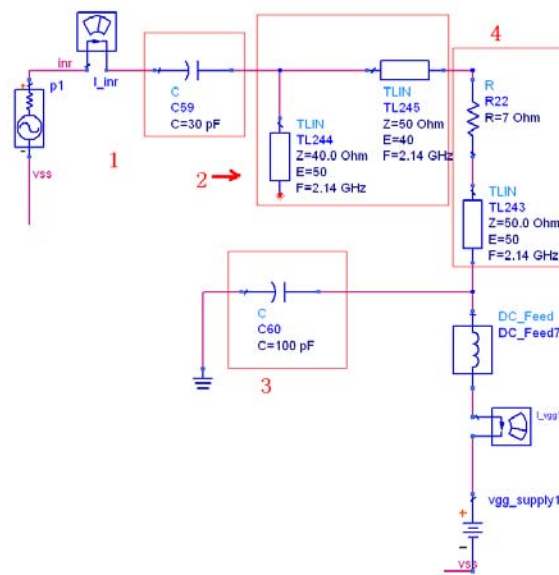 4
inr
p1
I_inr
C
C59
C=30 pF
TLIN
TL245
Z=50 Ohm
E=40
F=2.14 GHz
R
R22
R=7 Ohm
1
2
TLIN
TL244
Z=40.0 Ohm
E=50
F=2.14 GHz
vss
TLIN
TL243
Z=50.0 Ohm
E=50
F=2.14 GHz
C
C60
C=100 pF
3
DC_Feed
DC_Feed7
I_vgg1
vgg_supply1
+
-
vss